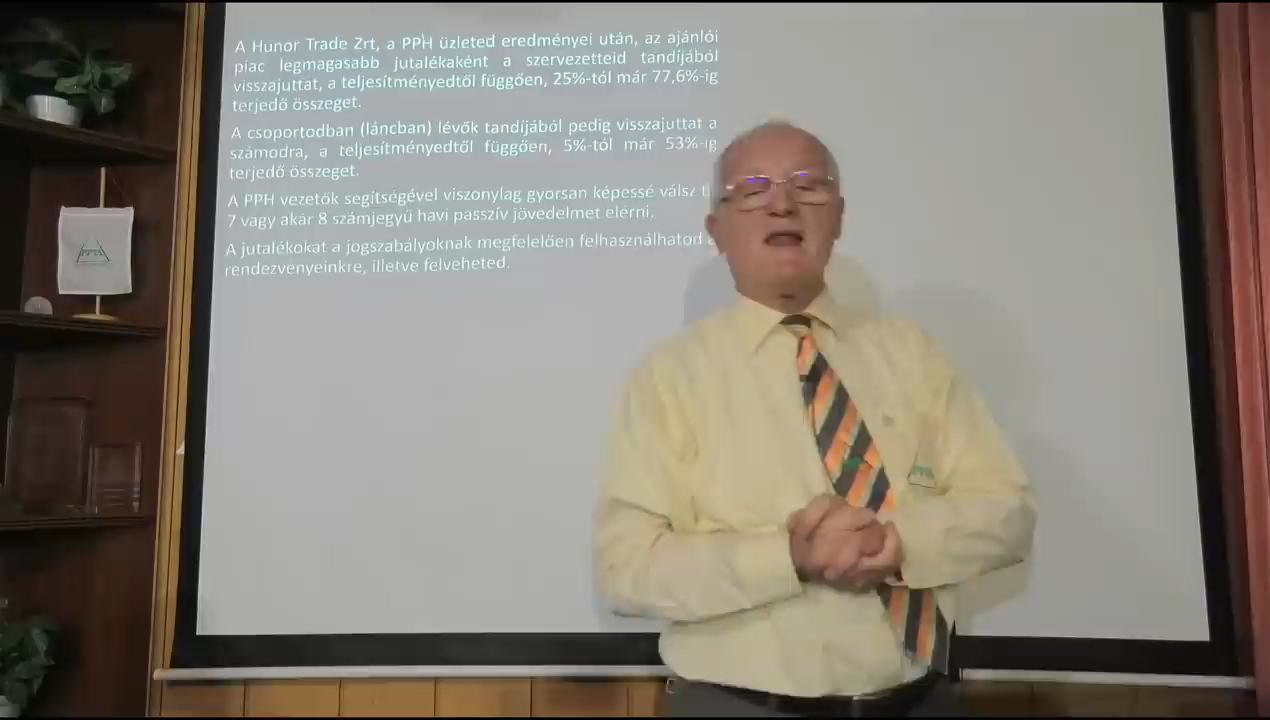 A Hunor Trade Zrt, a PPH üzleted eredményei után, az ajánlói
piac legmagasabb jutalékaként a szervezetteid tandíjából
visszajuttat, a teljesítményedtől függően, 25%-tól már 77,6%-ig
terjedő összeget.
A csoportodban (láncban) lévők tandíjából pedig visszajuttat a
számodra, a teljesítményedtől függően, 5%-tól már 53%-ig
terjedő összeget.
A PPH vezetők segítségével viszonylag gyorsan képessé válsz
7 vagy akár 8 számjegyű havi passzív jövedelmet elérni.
A jutalékokat a jogszabályoknak megfelelően felhasználhatod a
rendezvényeinkre, illetve felveheted.